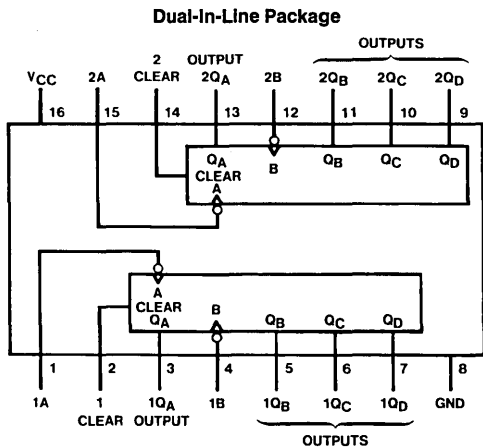 Dual-In-Line Package
OUTPUTS
2 OUTPUT
VCC 2A CLEAR 2QA 2B 2QB 2QC 2QD
16 15 14 13 12 11 10 9
QA B QB QC QD
CLEAR
A
A
CLEAR
QA B QB QC QD
1 2 3 4 5 6 7 8
1A 1 1QA 1B 1QB 1QC 1QD GND
CLEAR OUTPUT
OUTPUTS